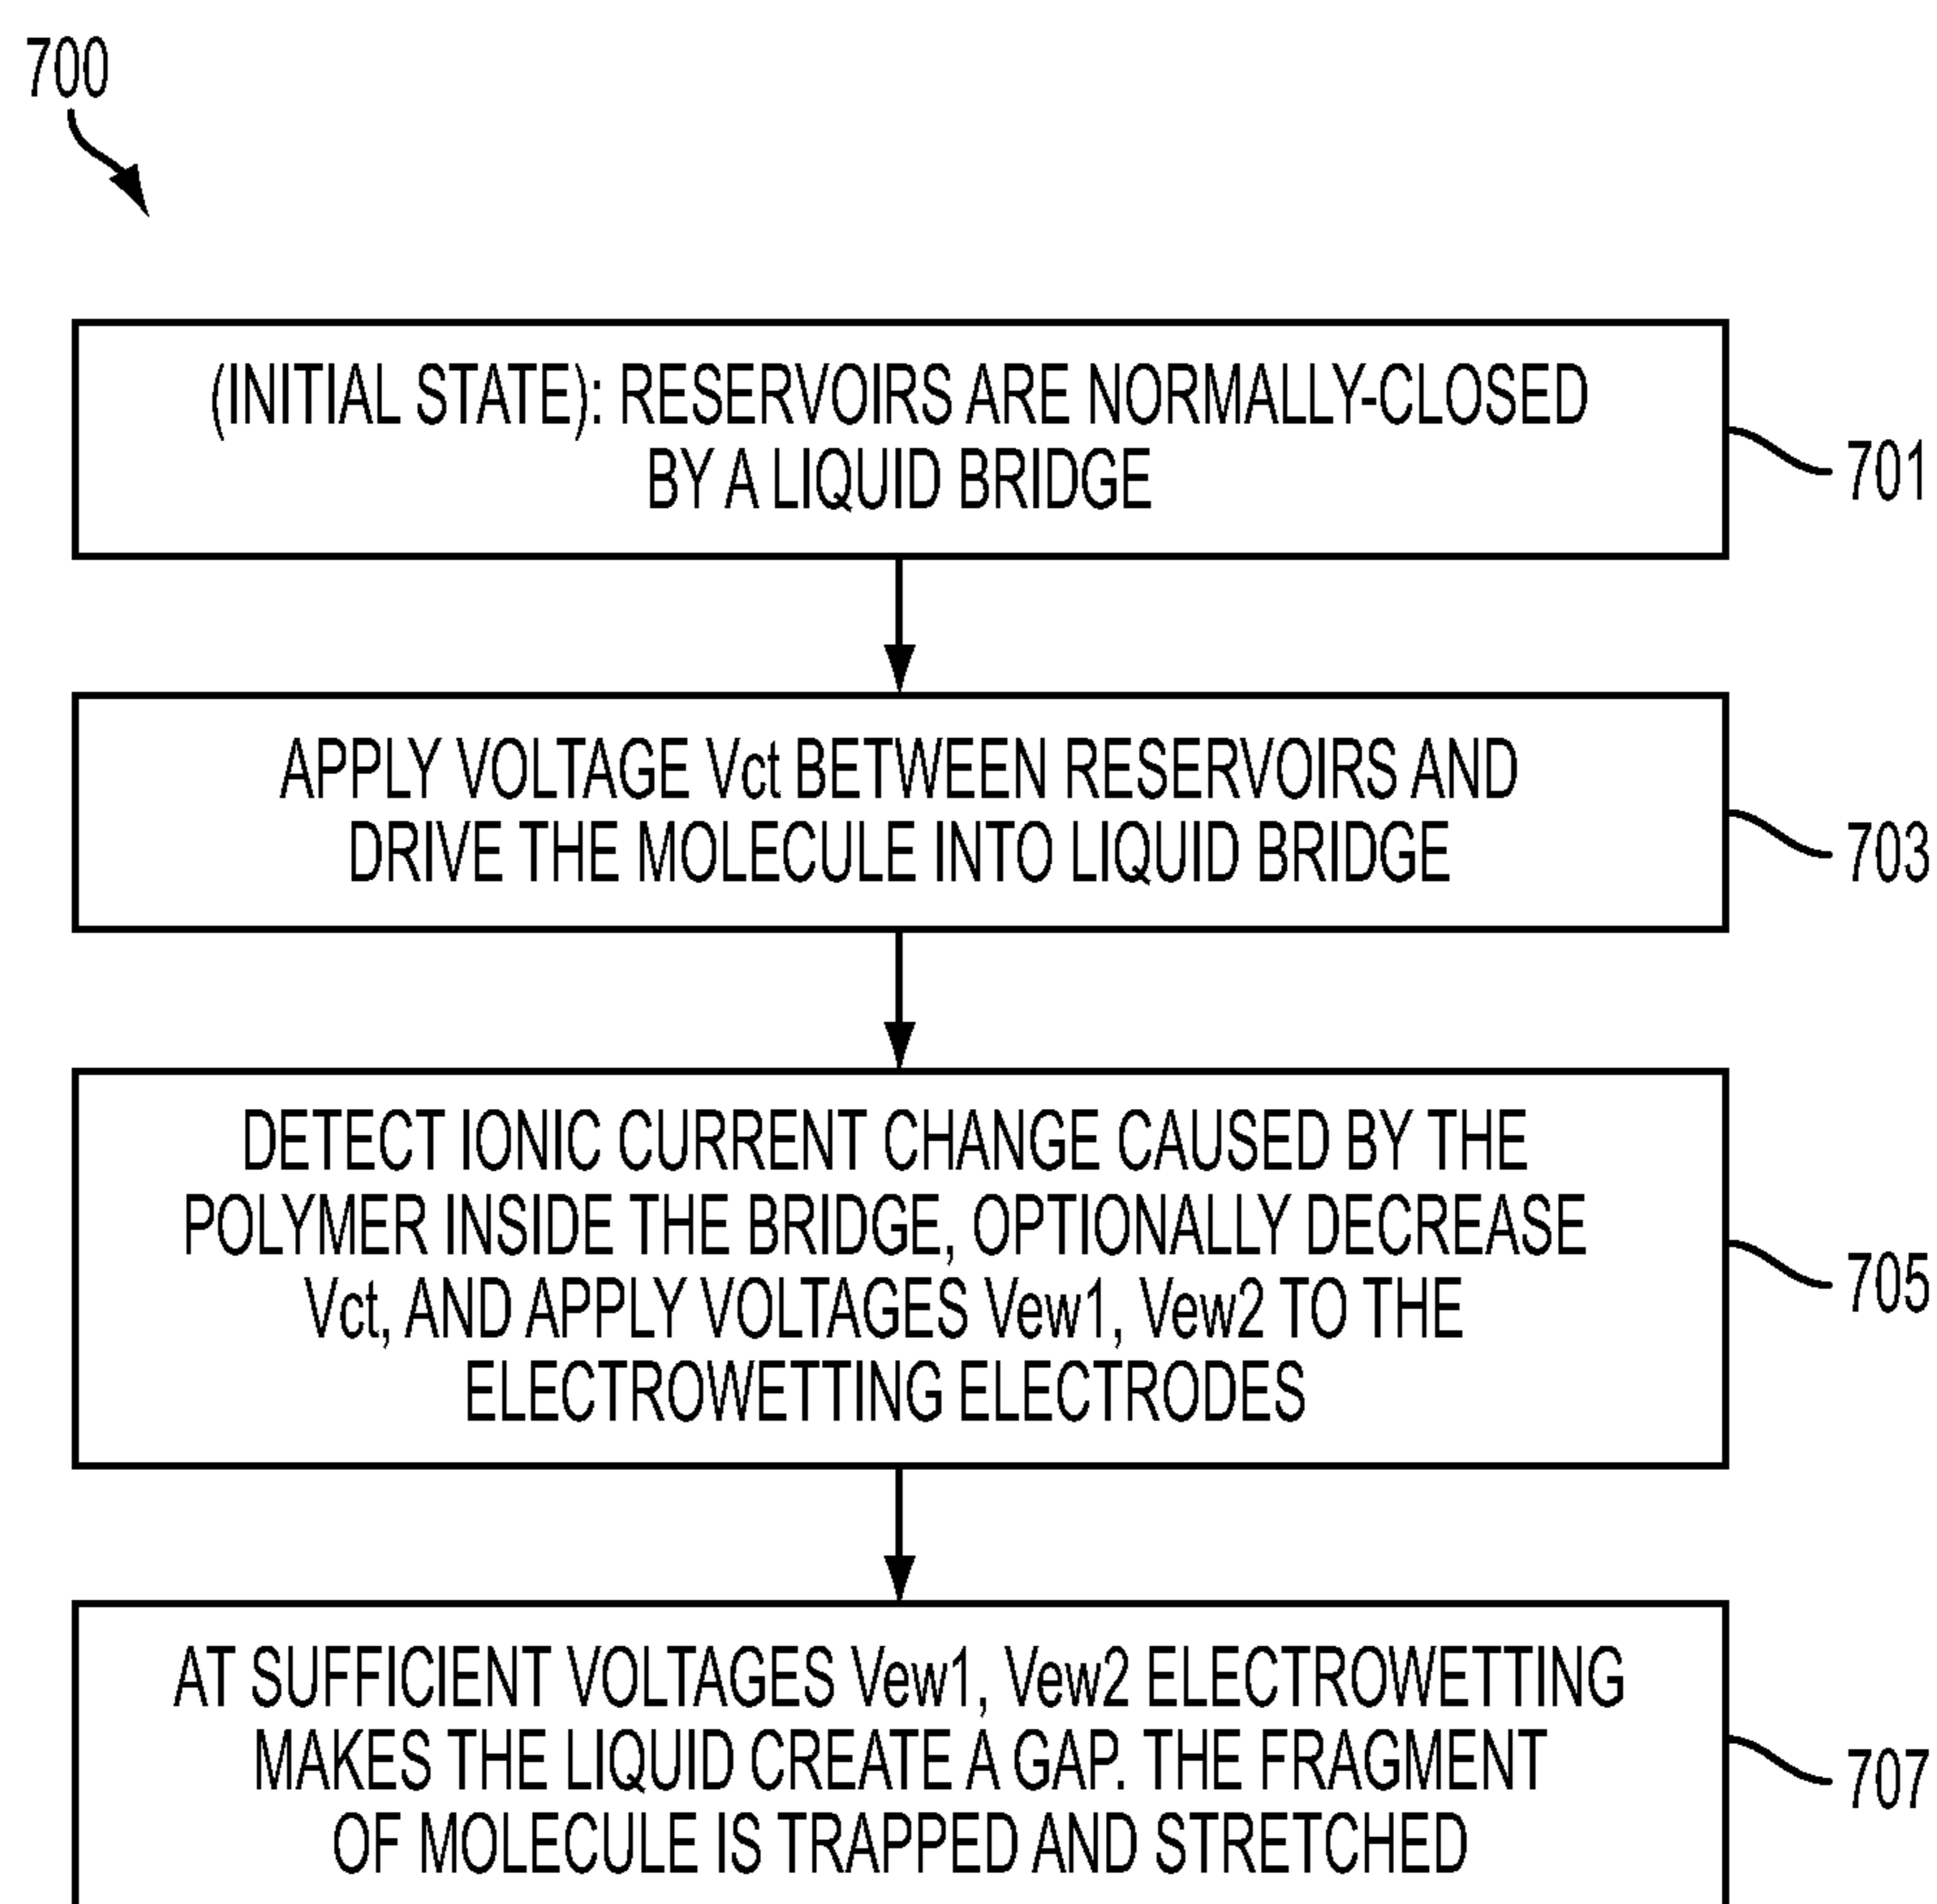 700
(INITIAL STATE): RESERVOIRS ARE NORMALLY-CLOSED
BY A LIQUID BRIDGE
701
APPLY VOLTAGE Vct BETWEEN RESERVOIRS AND
DRIVE THE MOLECULE INTO LIQUID BRIDGE
703
DETECT IONIC CURRENT CHANGE CAUSED BY THE
POLYMER INSIDE THE BRIDGE, OPTIONALLY DECREASE
Vct, AND APPLY VOLTAGES Vew1, Vew2 TO THE
ELECTROWETTING ELECTRODES
705
AT SUFFICIENT VOLTAGES Vew1, Vew2 ELECTROWETTING
MAKES THE LIQUID CREATE A GAP. THE FRAGMENT
OF MOLECULE IS TRAPPED AND STRETCHED
707